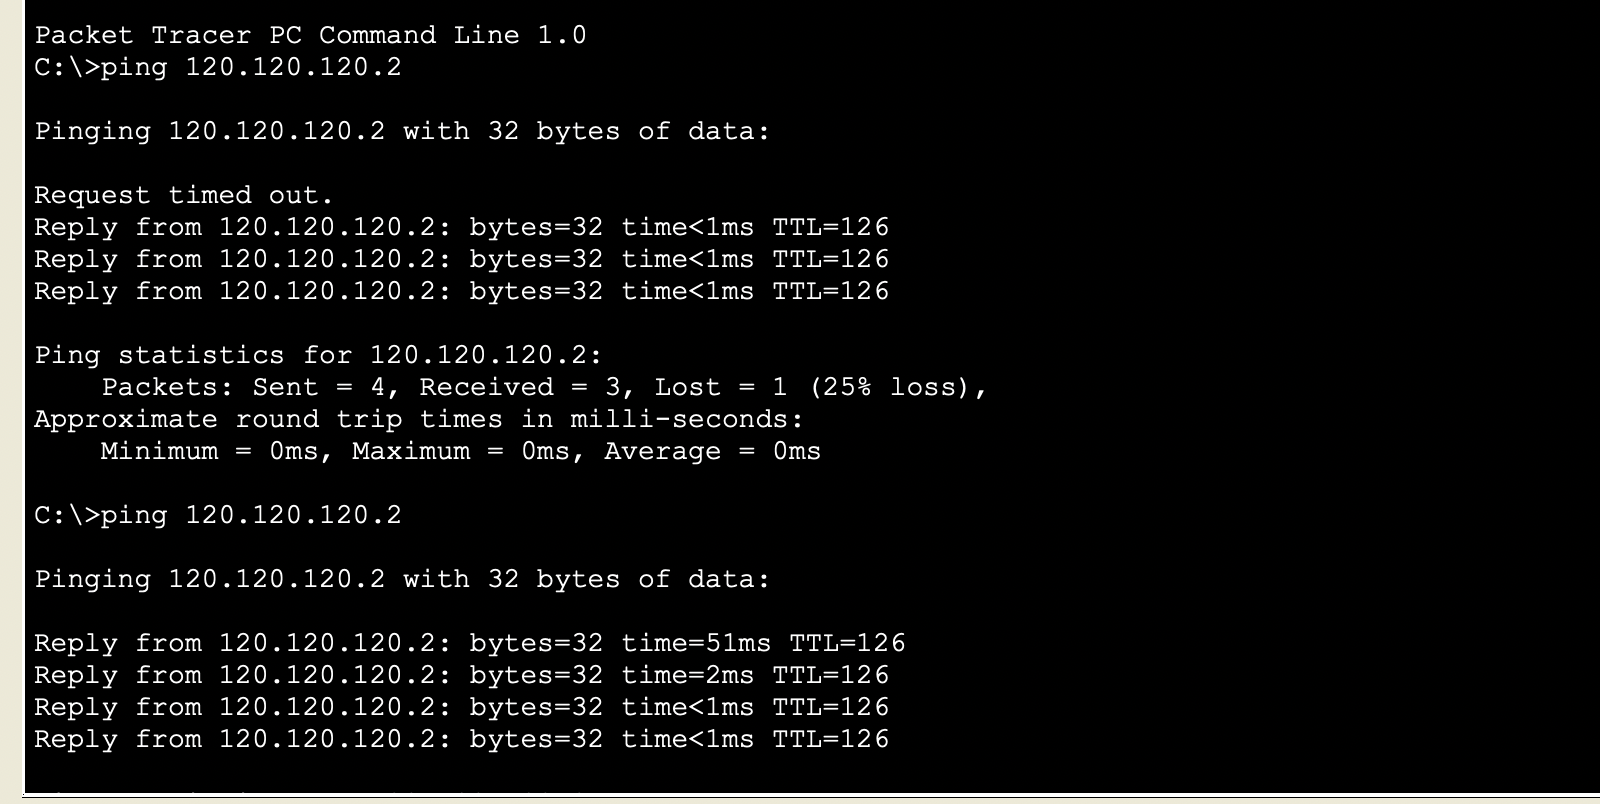 Packet Tracer PC Command Line 1.0
C:\>ping 120.120.120.2

Pinging 120.120.120.2 with 32 bytes of data:

Request timed out.
Reply from 120.120.120.2: bytes=32 time<1ms TTL=126
Reply from 120.120.120.2: bytes=32 time<1ms TTL=126
Reply from 120.120.120.2: bytes=32 time<1ms TTL=126

Ping statistics for 120.120.120.2:
    Packets: Sent = 4, Received = 3, Lost = 1 (25% loss),
Approximate round trip times in milli-seconds:
    Minimum = 0ms, Maximum = 0ms, Average = 0ms

C:\>ping 120.120.120.2

Pinging 120.120.120.2 with 32 bytes of data:

Reply from 120.120.120.2: bytes=32 time=51ms TTL=126
Reply from 120.120.120.2: bytes=32 time=2ms TTL=126
Reply from 120.120.120.2: bytes=32 time<1ms TTL=126
Reply from 120.120.120.2: bytes=32 time<1ms TTL=126